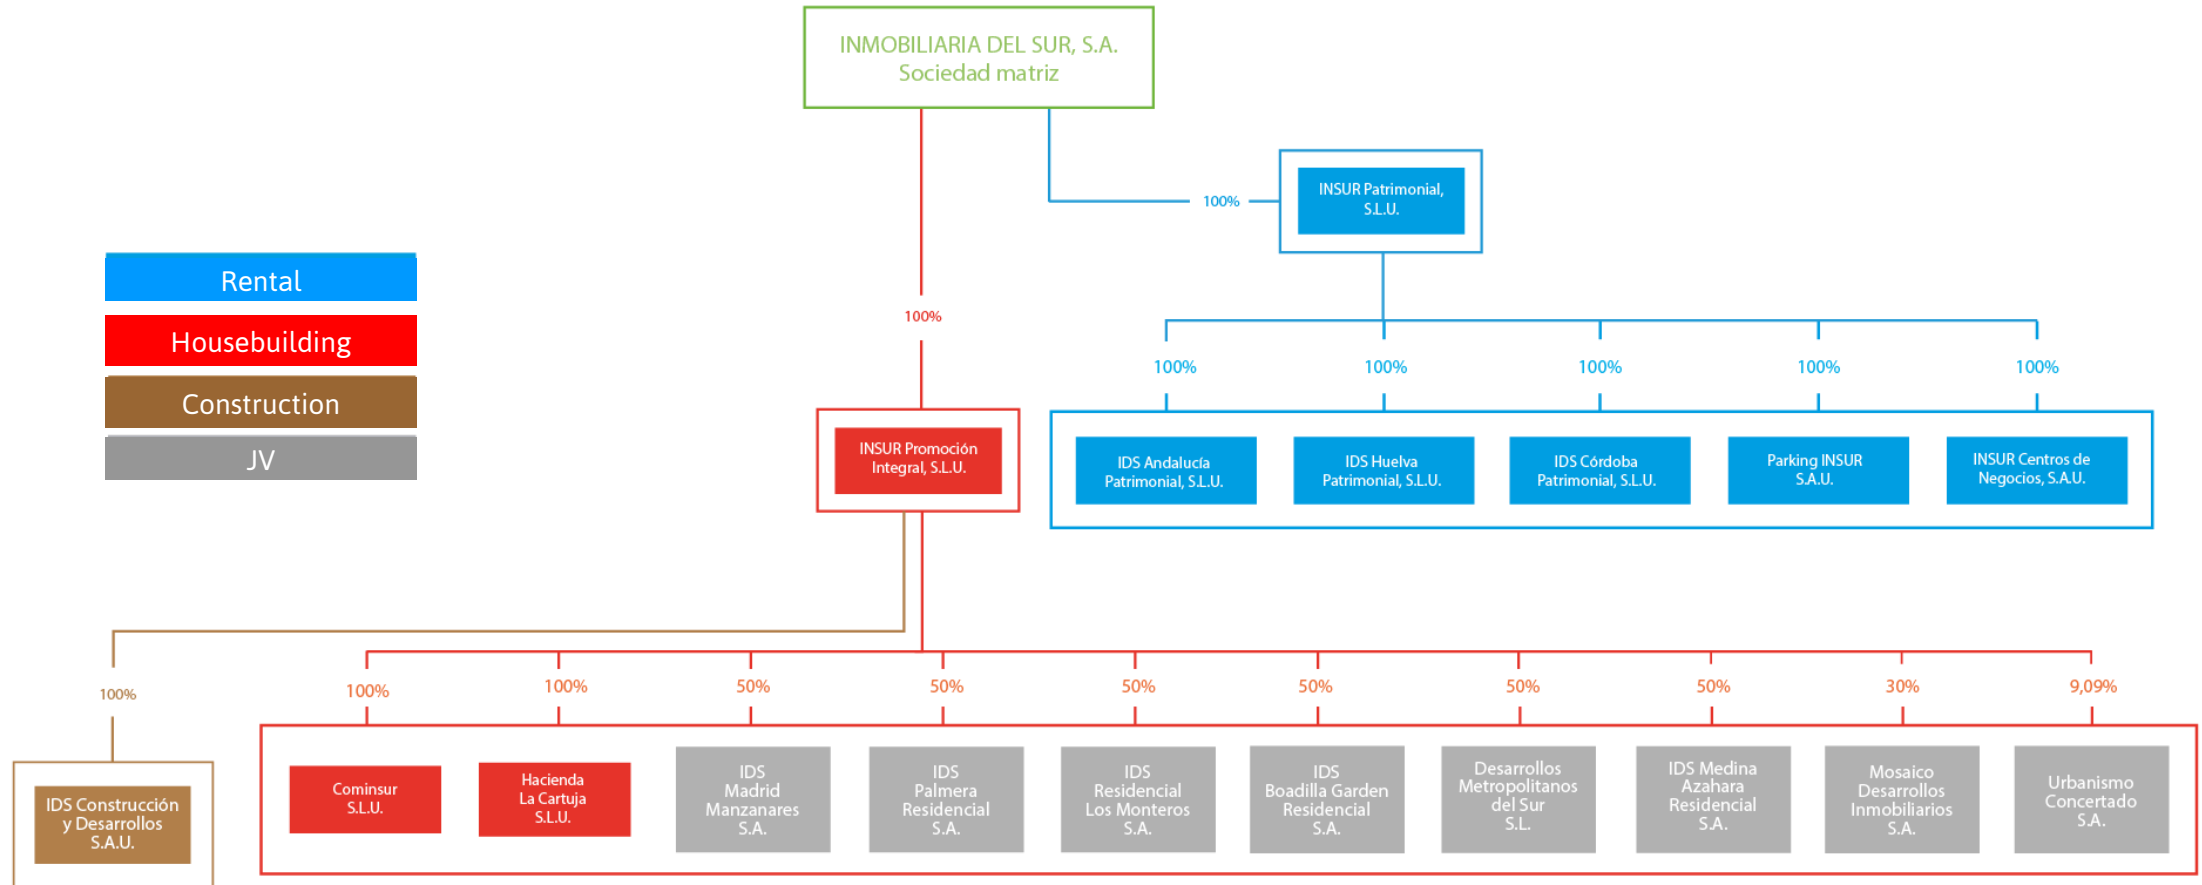 INMOBILIARIA DEL SUR, S.A.
Sociedad matriz
100%
INSUR Patrimonial,
S.L.U.
Rental
Housebuilding
Construction
JV
100%
100%
100%
100%
100%
100%
INSUR Promoción
Integral, S.L.U.
IDS Andalucía
Patrimonial, S.L.U.
IDS Huelva
Patrimonial, S.L.U.
IDS Córdoba
Patrimonial, S.L.U.
Parking INSUR
S.A.U.
INSUR Centros de
Negocios, S.A.U.
100%
100%
100%
50%
50%
50%
50%
50%
50%
30%
9,09%
IDS Construcción
y Desarrollos
S.A.U.
Cominsur
S.L.U.
Hacienda
La Cartuja
S.L.U.
IDS
Madrid
Manzanares
S.A.
IDS
Palmera
Residencial
S.A.
IDS
Residencial
Los Monteros
S.A.
IDS
Boadilla Garden
Residencial
S.A.
Desarrollos
Metropolitanos
del Sur
S.L.
IDS Medina
Azahara
Residencial
S.A.
Mosaico
Desarrollos
Inmobiliarios
S.A.
Urbanismo
Concertado
S.A.